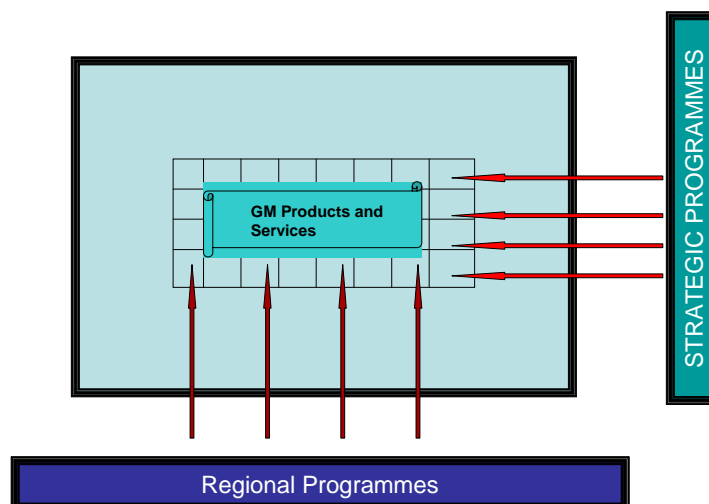 GM Products and
Services
STRATEGIC PROGRAMMES
Regional Programmes